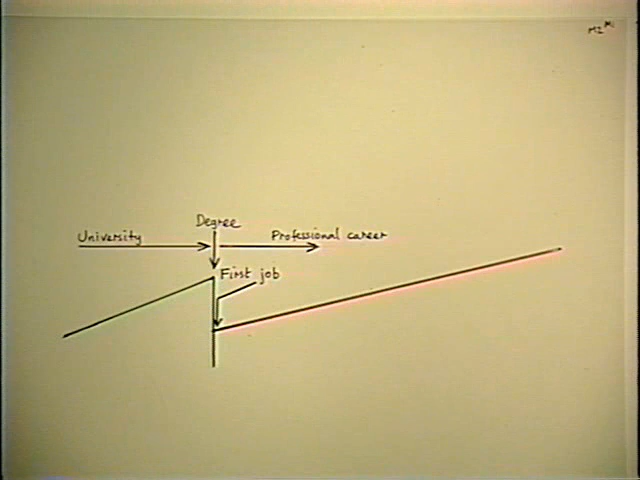 Degree
University
Professional career
First job